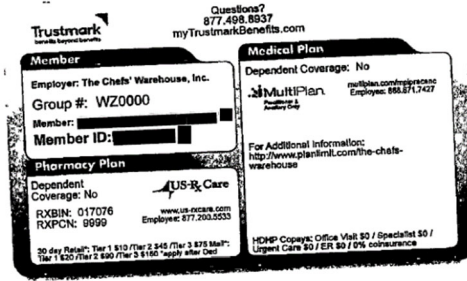 Trustmark
benefits beyond benefits
Questions?
877.498.8937
myTrustmarkBenefits.com
Member
Employer: The Chefs' Warehouse, Inc.
Group #: WZ0000
Member:
Member ID:
Pharmacy Plan
Dependent
Coverage: No
US-Rx Care
RXBIN: 017076
RXPCN: 9999
www.us-rxcare.com
Employee: 877.200.5533
30 day Retail*: Tier 1 $10 /Tier 2 $45 /Tier 3 $75 Mail*:
Tier 1 $20 /Tier 2 $90 /Tier 3 $150 *apply after Ded
Medical Plan
Dependent Coverage: No
MultiPlan
Practitioner &
Ancillary Only
Employee: 888.671.7427
For Additional Information:
http://www.planlimit.com/the-chefs-
warehouse
HDHP Copays: Office Visit $0 / Specialist $0 /
Urgent Care $0 / ER $0 / 0% coinsurance